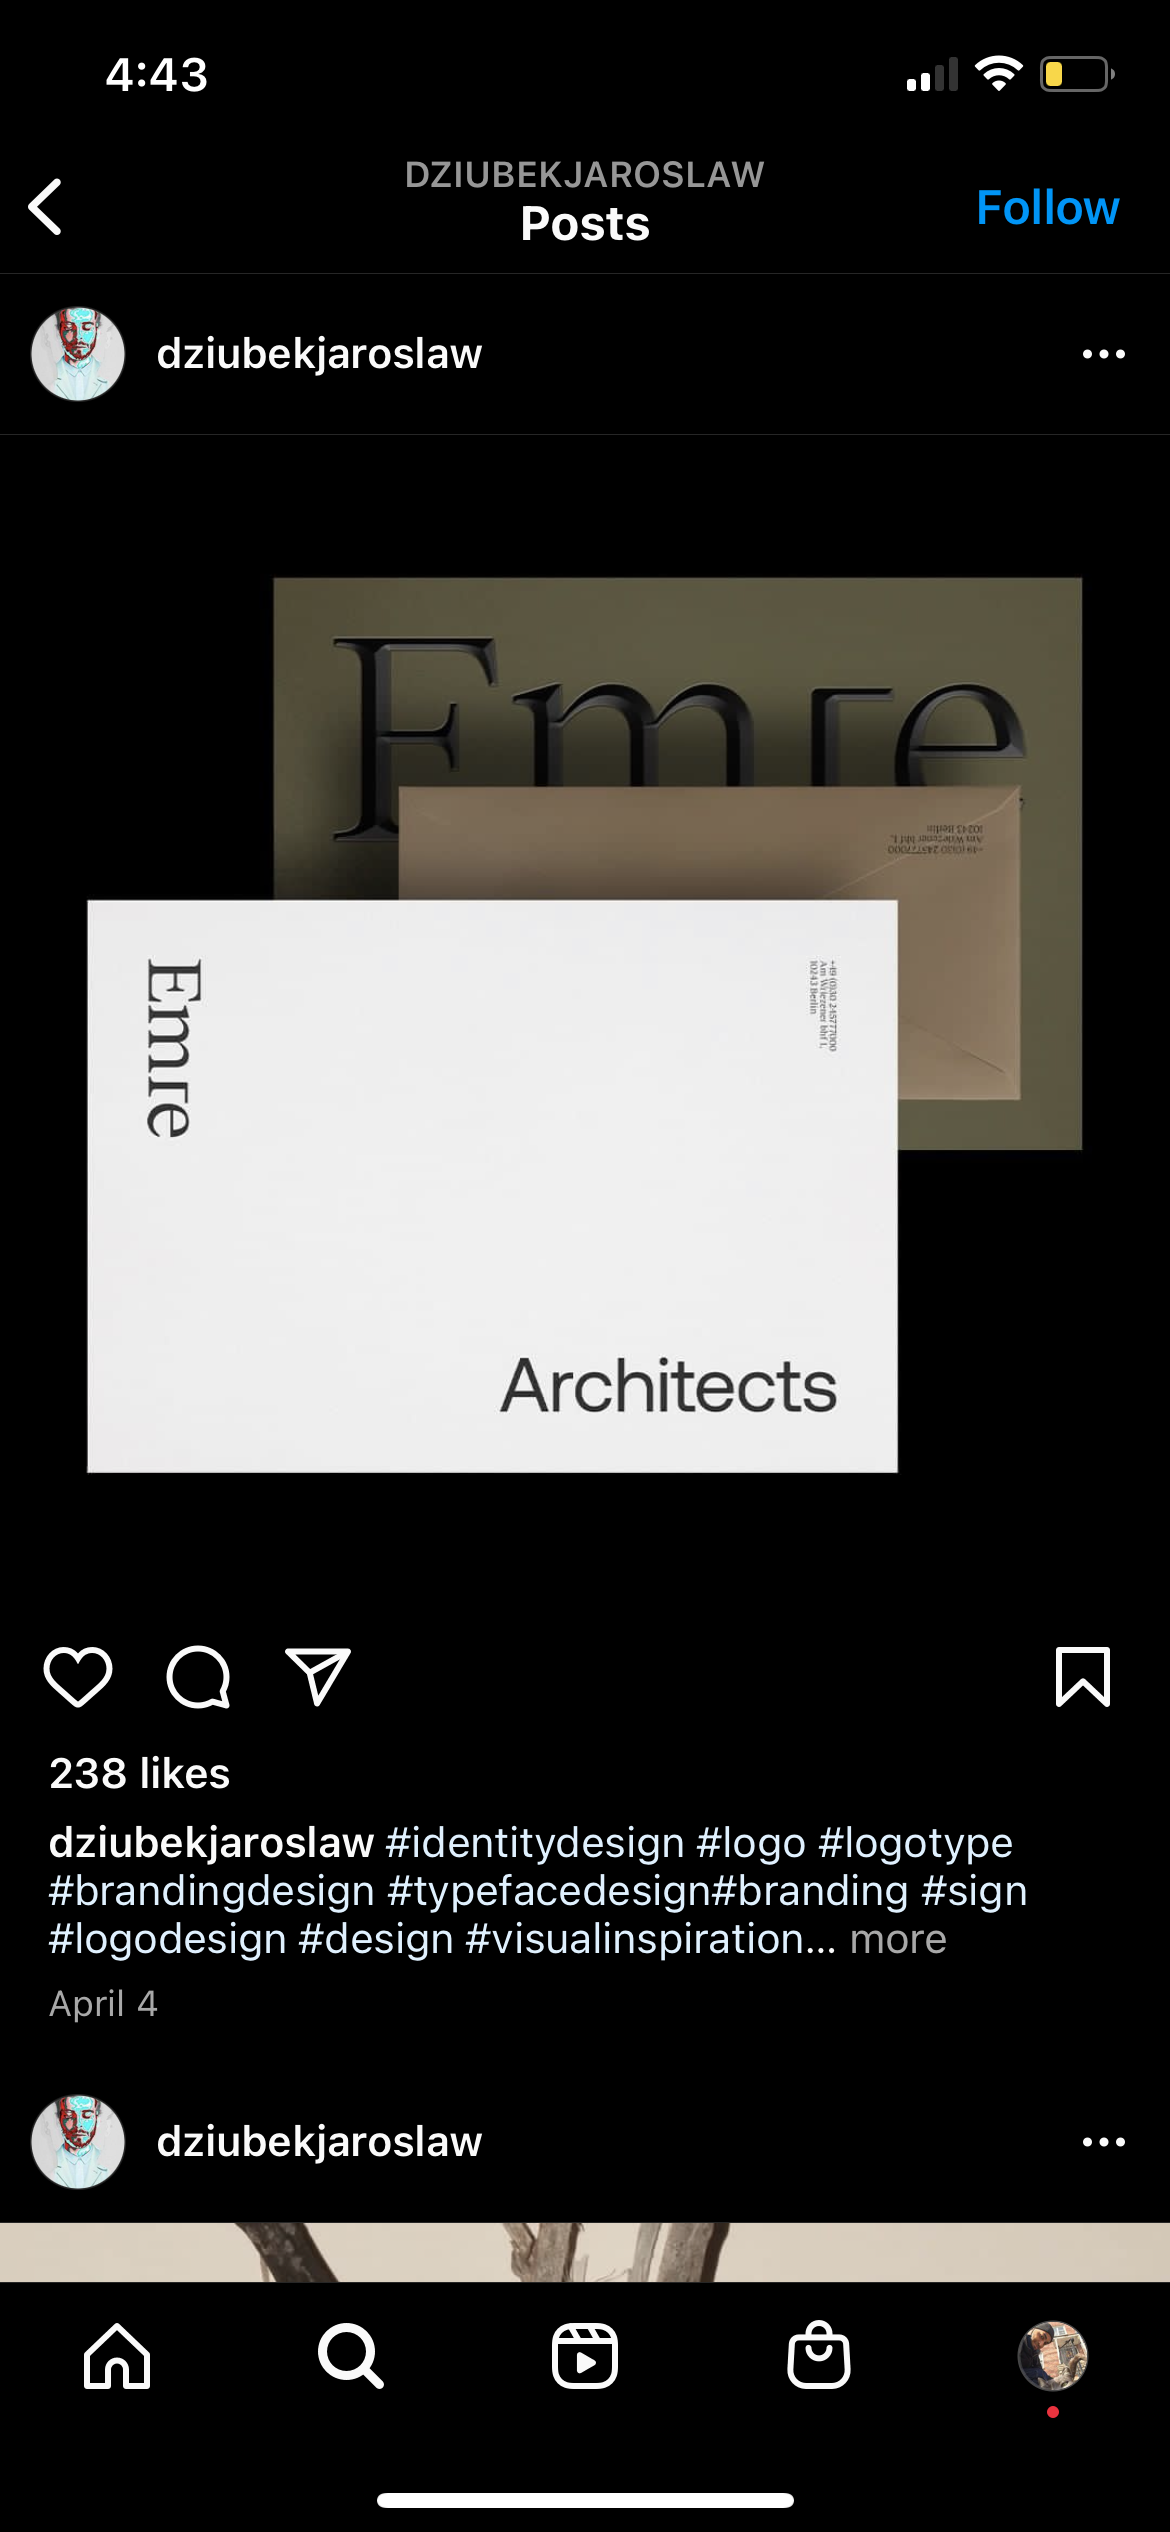 4:43
DZIUBEKJAROSLAW
Posts
Follow
dziubekjaroslaw
Emre
10243 Berlin
Am Wriezener bhf 1,
+49 (0)30 24577000
Emre
+49 (0)30 24577000
Am Wriezener bhf 1,
10243 Berlin
Architects
238 likes
dziubekjaroslaw #identitydesign #logo #logotype
#brandingdesign #typefacedesign#branding #sign
#logodesign #design #visualinspiration... more
April 4
dziubekjaroslaw